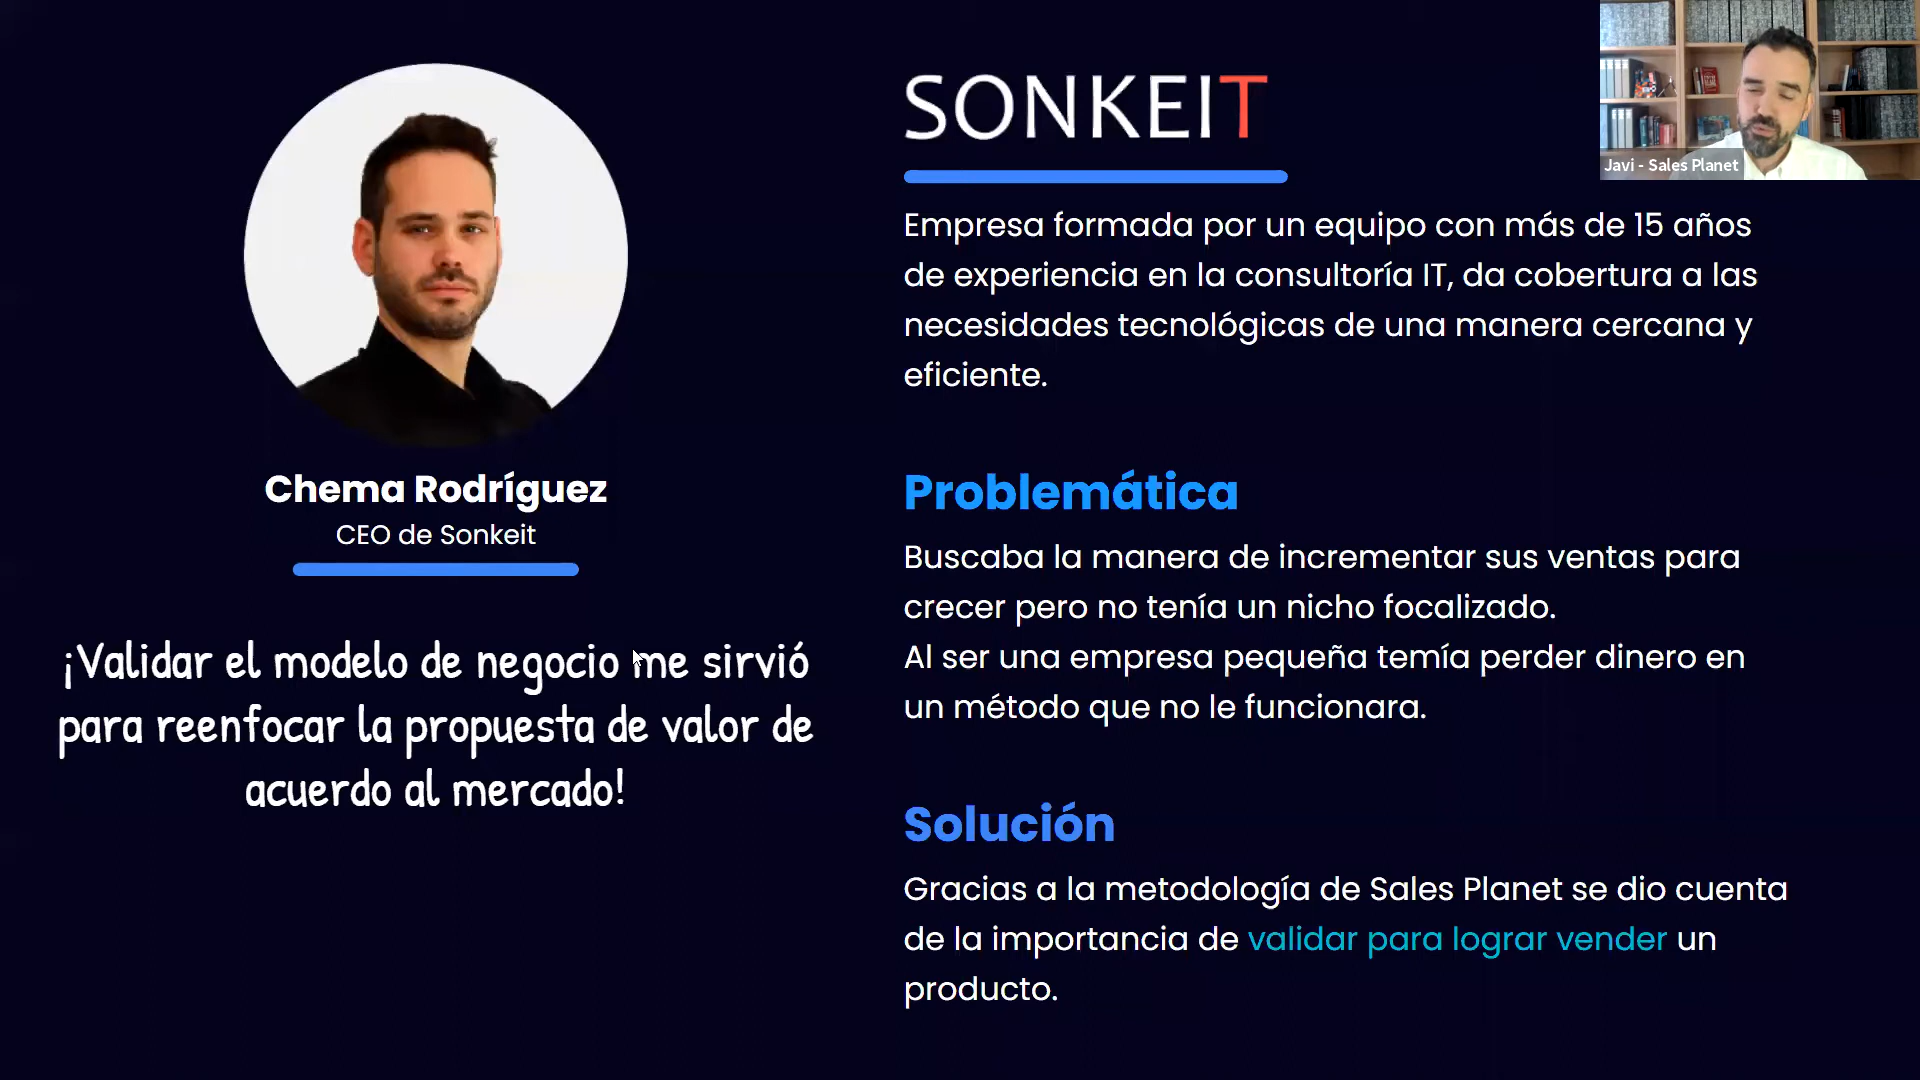 SONKEIT
Javi - Sales Planet
Empresa formada por un equipo con más de 15 años
de experiencia en la consultoría IT, da cobertura a las
necesidades tecnológicas de una manera cercana y
eficiente.
Chema Rodríguez
CEO de Sonkeit
¡Validar el modelo de negocio me sirvió
para reenfocar la propuesta de valor de
acuerdo al mercado!
Problemática
Buscaba la manera de incrementar sus ventas para
crecer pero no tenía un nicho focalizado.
Al ser una empresa pequeña temía perder dinero en
un método que no le funcionara.
Solución
Gracias a la metodología de Sales Planet se dio cuenta
de la importancia de validar para lograr vender un
producto.